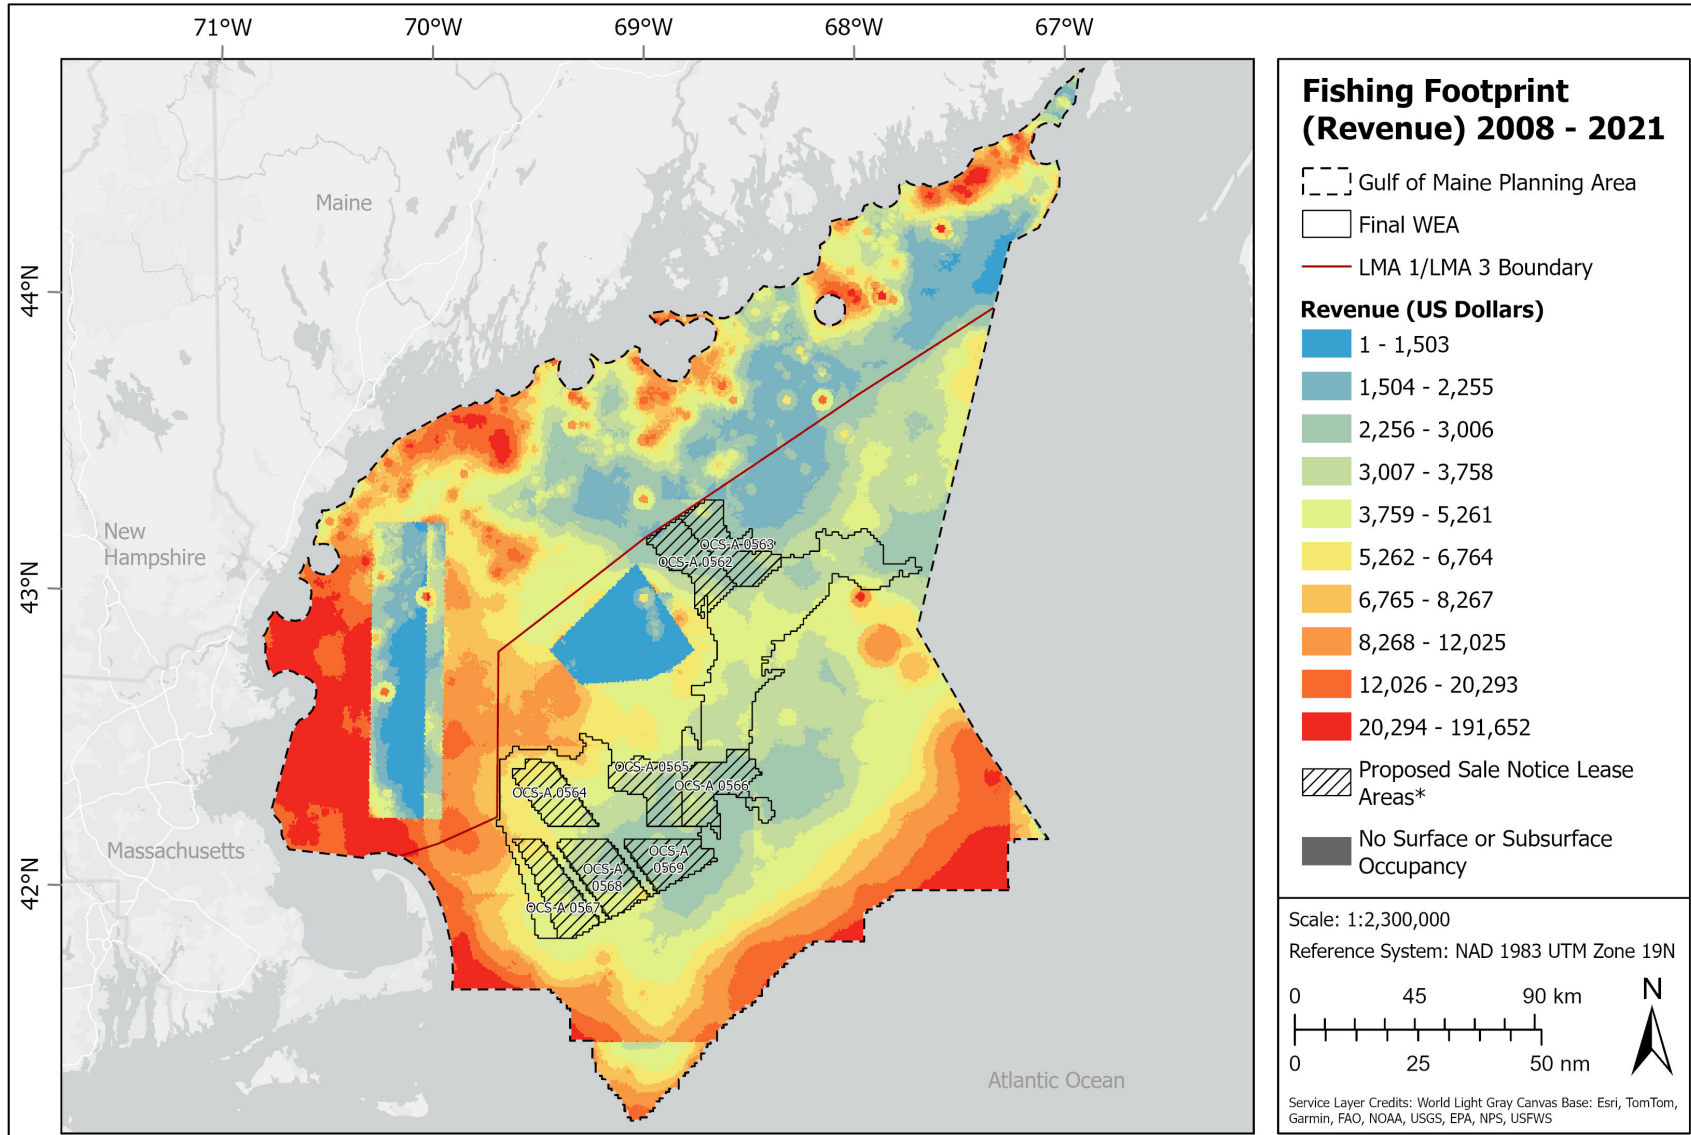 71°W 70°W 69°W 68°W 67°W
44°N
43°N
42°N
Maine
New
Hampshire
Massachusetts
Atlantic Ocean
OCS-A 0563
OCS-A 0562
OCS-A 0565
OCS-A 0566
OCS-A 0564
OCS-A
0569
OCS-A
0568
OCS-A 0567
Fishing Footprint
(Revenue) 2008 - 2021
Gulf of Maine Planning Area
Final WEA
LMA 1/LMA 3 Boundary
Revenue (US Dollars)
1 - 1,503
1,504 - 2,255
2,256 - 3,006
3,007 - 3,758
3,759 - 5,261
5,262 - 6,764
6,765 - 8,267
8,268 - 12,025
12,026 - 20,293
20,294 - 191,652
Proposed Sale Notice Lease
Areas*
No Surface or Subsurface
Occupancy
Scale: 1:2,300,000
Reference System: NAD 1983 UTM Zone 19N
0 45 90 km
0 25 50 nm
N
Service Layer Credits: World Light Gray Canvas Base: Esri, TomTom,
Garmin, FAO, NOAA, USGS, EPA, NPS, USFWS